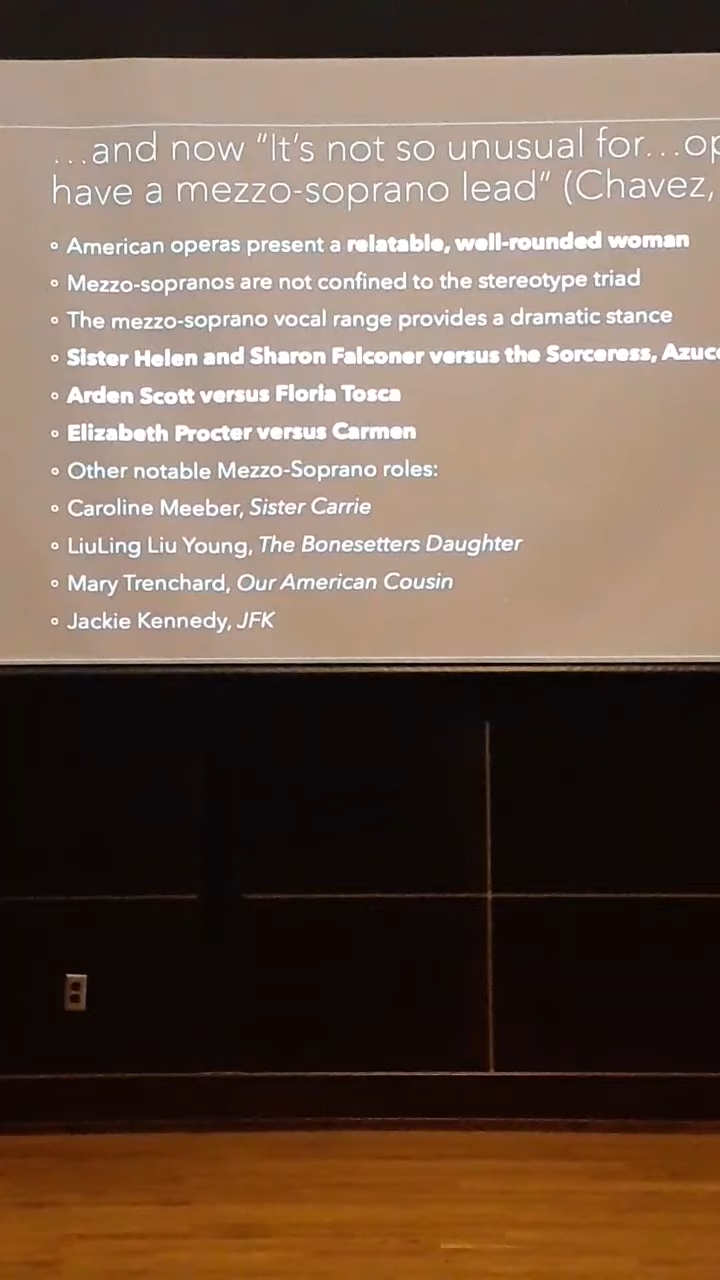 ...and now "It's not so unusual for...op
have a mezzo-soprano lead" (Chavez,
American operas present a relatable, well-rounded woman
Mezzo-sopranos are not confined to the stereotype triad
The mezzo-soprano vocal range provides a dramatic stance
Sister Helen and Sharon Falconer versus the Sorceress, Azuc
Arden Scott versus Floria Tosca
Elizabeth Procter versus Carmen
Other notable Mezzo-Soprano roles:
Caroline Meeber, Sister Carrie
LiuLing Liu Young, The Bonesetters Daughter
Mary Trenchard, Our American Cousin
Jackie Kennedy, JFK